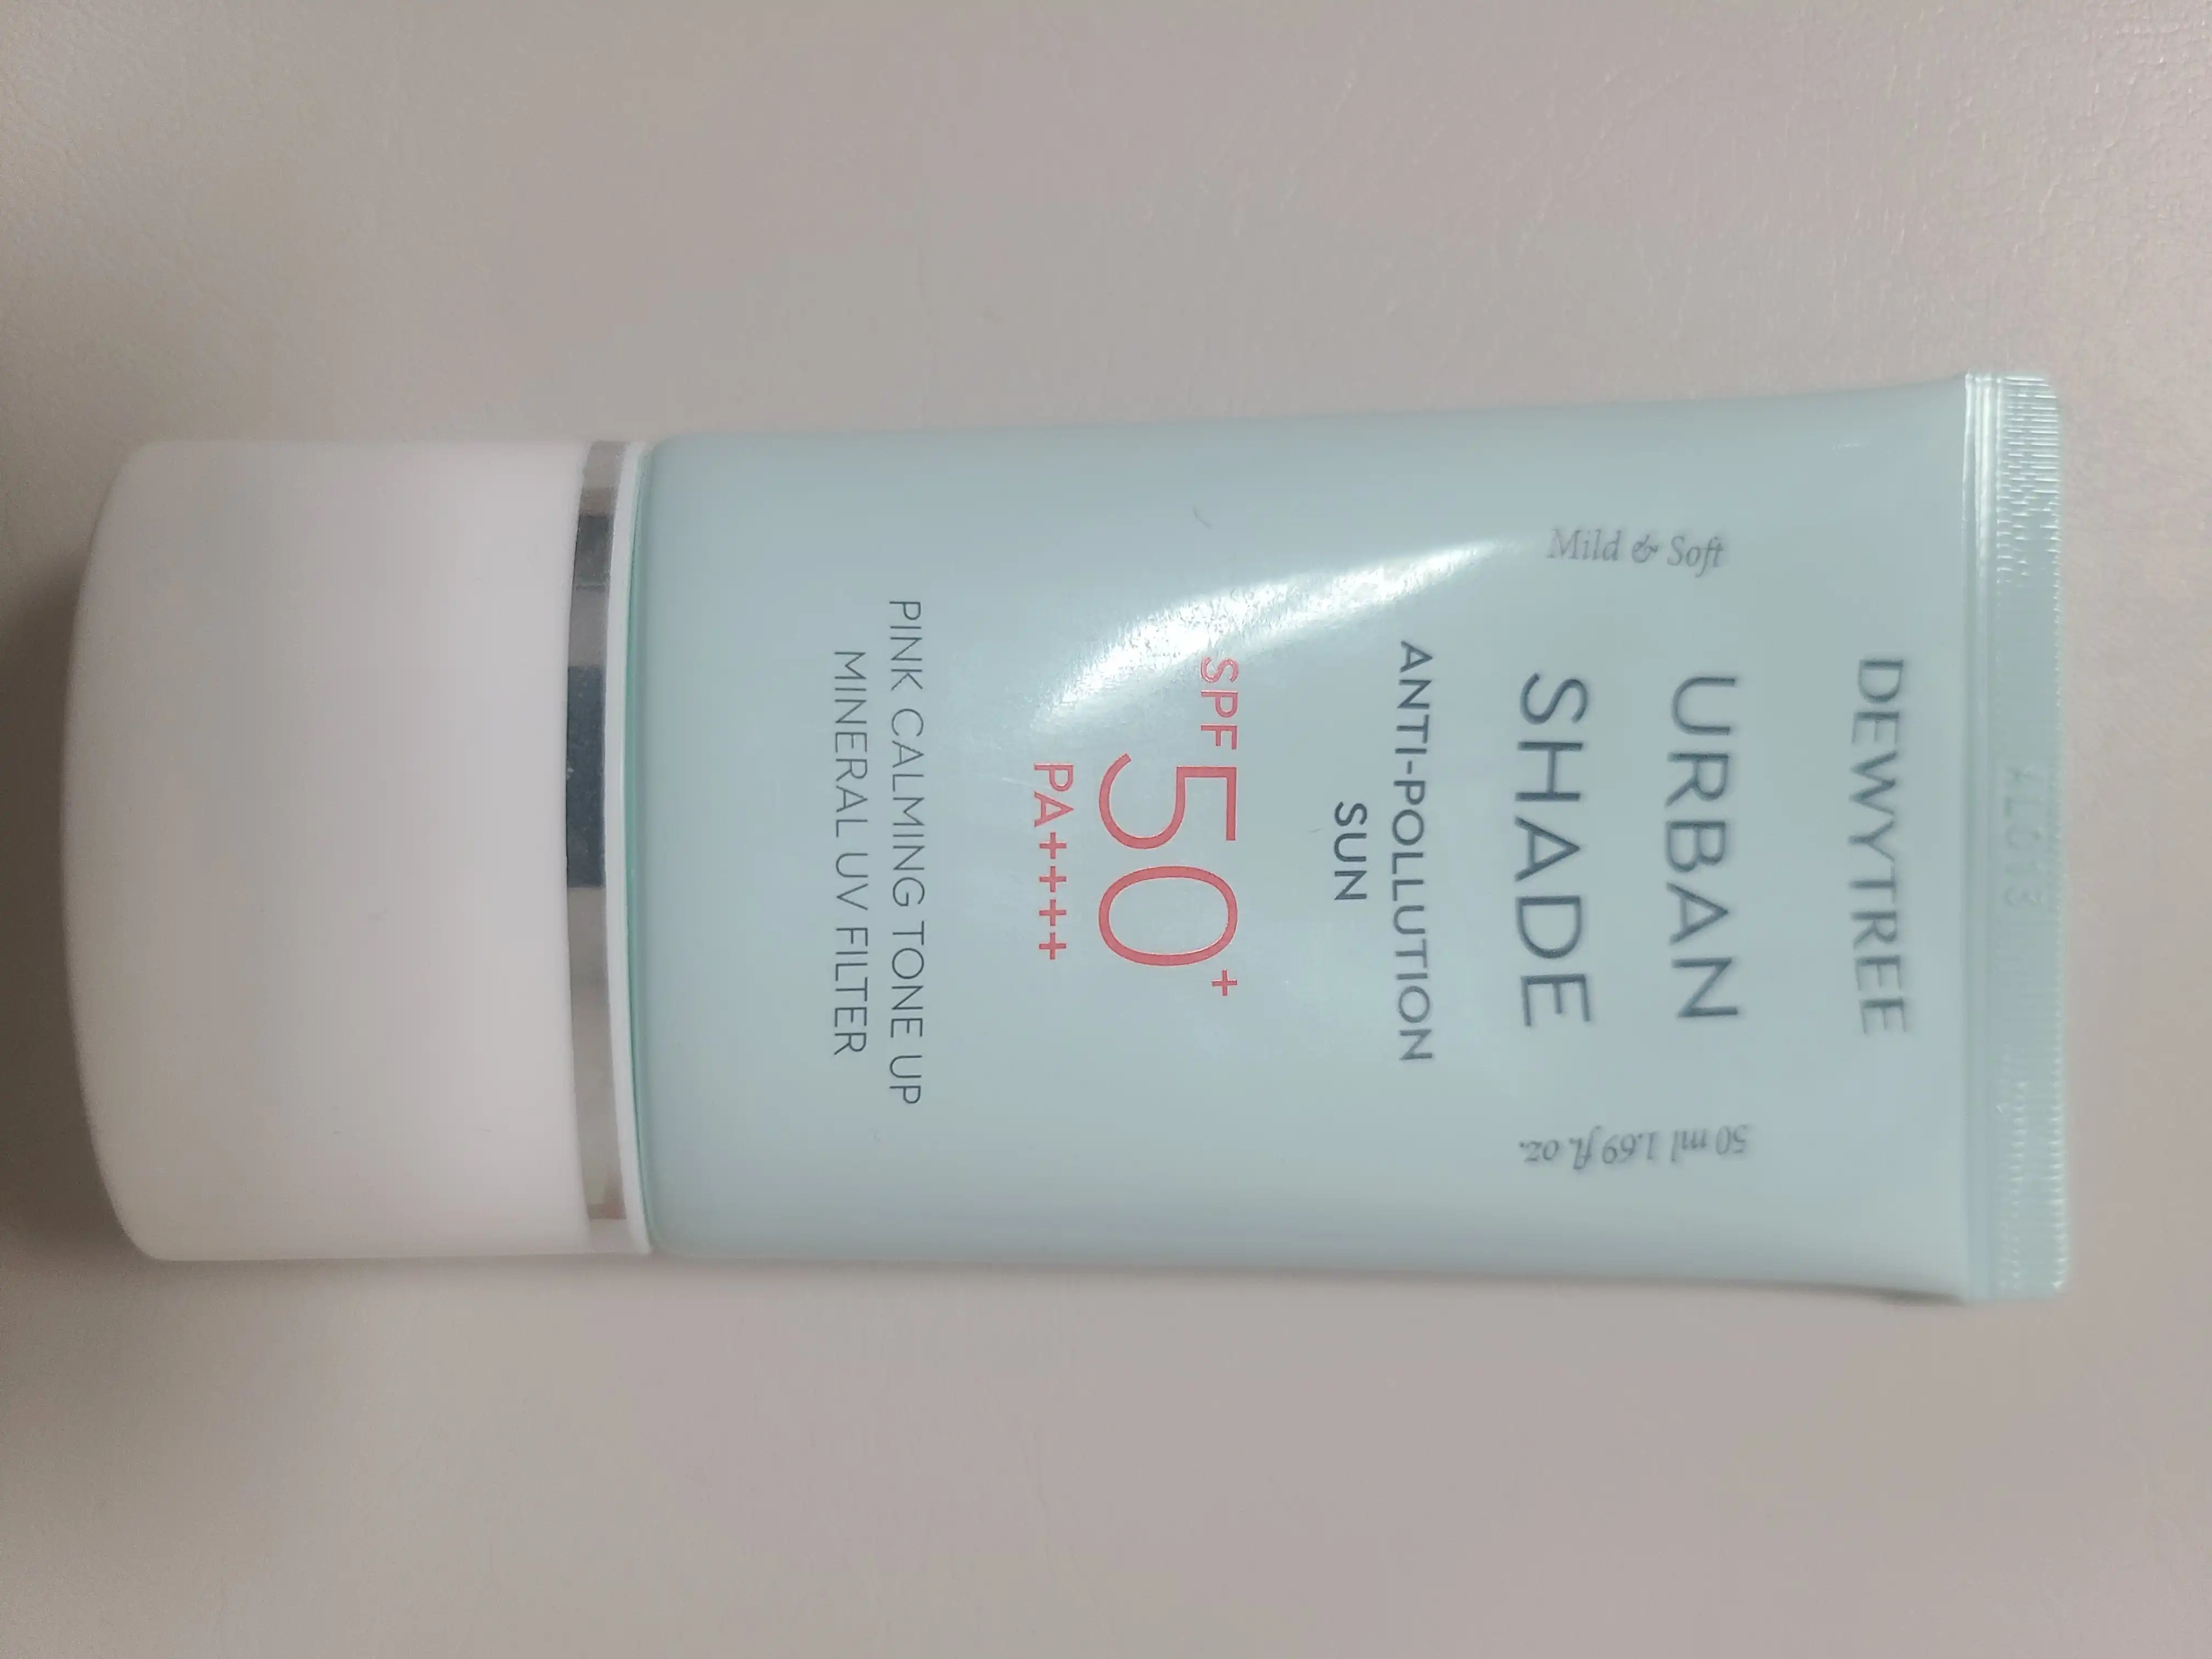 DEWYTREE
Mild & Soft
URBAN
SHADE
50 ml 1.69 fl. oz.
ANTI-POLLUTION
SUN
SPF 50+
PA++++
PINK CALMING TONE UP
MINERAL UV FILTER